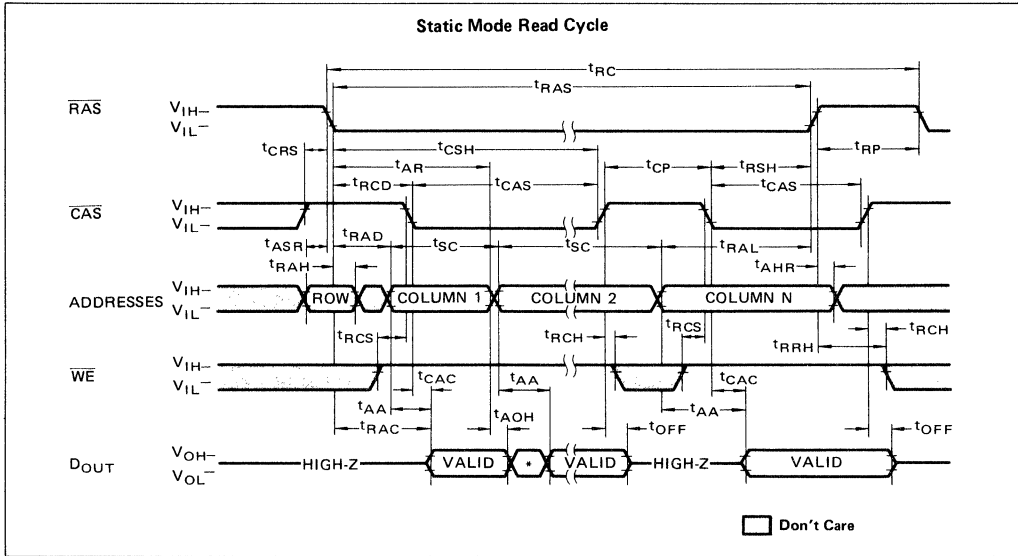 Static Mode Read Cycle
tRC
tRAS
RAS
VIH
VIL
tCRS
tCSH
tRP
tAR
tCP
tRSH
tRCD
tCAS
tCAS
CAS
VIH
VIL
tASR
tRAD
tSC
tSC
tRAL
tRAH
tAHR
ADDRESSES
VIH
VIL
ROW
COLUMN 1
COLUMN 2
COLUMN N
tRCS
tRCH
tRCS
tRCH
tRRH
WE
VIH
VIL
tCAC
tAA
tCAC
tAA
tAOH
tAA
tRAC
tOFF
tOFF
DOUT
VOH
VOL
HIGH-Z
VALID
*
VALID
HIGH-Z
VALID
Don't Care